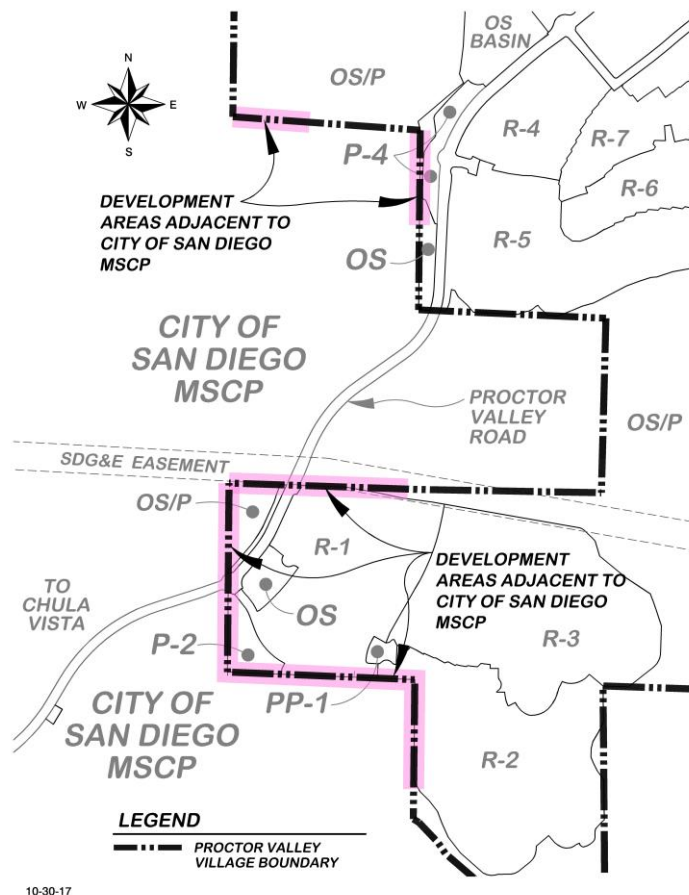 OS
BASIN
OS/P
N
W
E
S
R-4
R-7
P-4
R-6
DEVELOPMENT
AREAS ADJACENT TO
CITY OF SAN DIEGO
MSCP
R-5
OS
CITY OF
SAN DIEGO
MSCP
PROCTOR
VALLEY
ROAD
OS/P
SDG&E EASEMENT
OS/P
R-1
DEVELOPMENT
AREAS ADJACENT TO
CITY OF SAN DIEGO
MSCP
TO
CHULA
VISTA
OS
R-3
P-2
PP-1
CITY OF
SAN DIEGO
MSCP
R-2
LEGEND
PROCTOR VALLEY
VILLAGE BOUNDARY
10-30-17